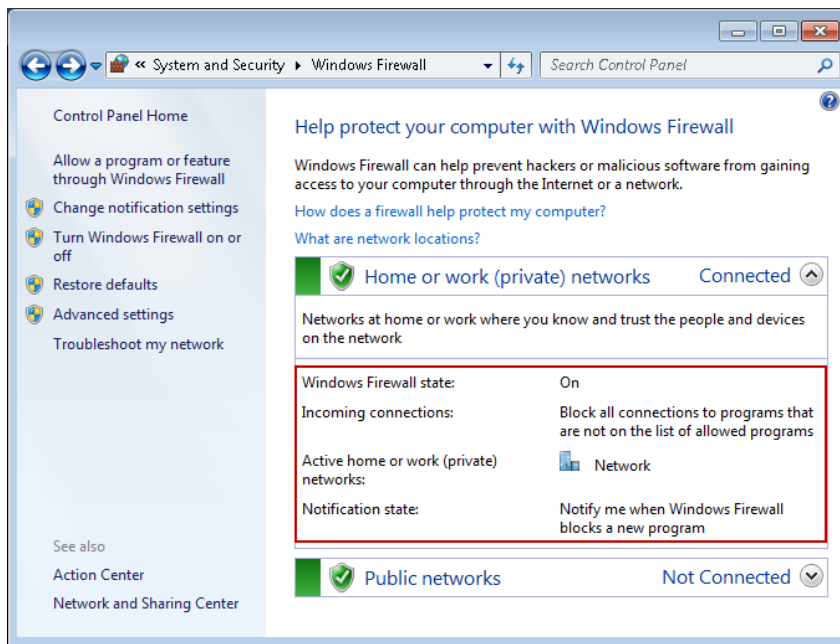 « System and Security ▸ Windows Firewall
Search Control Panel
Control Panel Home
Allow a program or feature
through Windows Firewall
Change notification settings
Turn Windows Firewall on or
off
Restore defaults
Advanced settings
Troubleshoot my network
See also
Action Center
Network and Sharing Center
Help protect your computer with Windows Firewall
Windows Firewall can help prevent hackers or malicious software from gaining
access to your computer through the Internet or a network.
How does a firewall help protect my computer?
What are network locations?
Home or work (private) networks Connected
Networks at home or work where you know and trust the people and devices
on the network
Windows Firewall state: On
Incoming connections: Block all connections to programs that
are not on the list of allowed programs
Active home or work (private) Network
networks:
Notification state: Notify me when Windows Firewall
blocks a new program
Public networks Not Connected